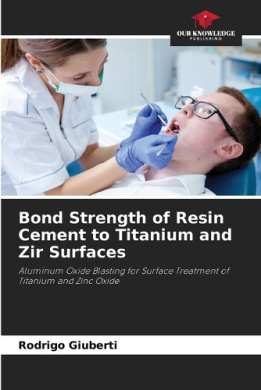 OUR KNOWLEDGE
PUBLISHING
Bond Strength of Resin
Cement to Titanium and
Zir Surfaces
Aluminum Oxide Blasting for Surface Treatment of
Titanium and Zinc Oxide
Rodrigo Giuberti